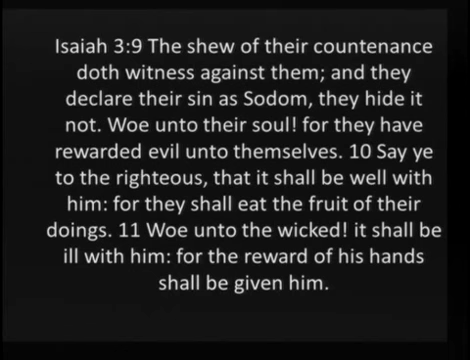 Isaiah 3:9 The shew of their countenance
doth witness against them; and they
declare their sin as Sodom, they hide it
not. Woe unto their soul! for they have
rewarded evil unto themselves. 10 Say ye
to the righteous, that it shall be well with
him: for they shall eat the fruit of their
doings. 11 Woe unto the wicked! it shall be
ill with him: for the reward of his hands
shall be given him.